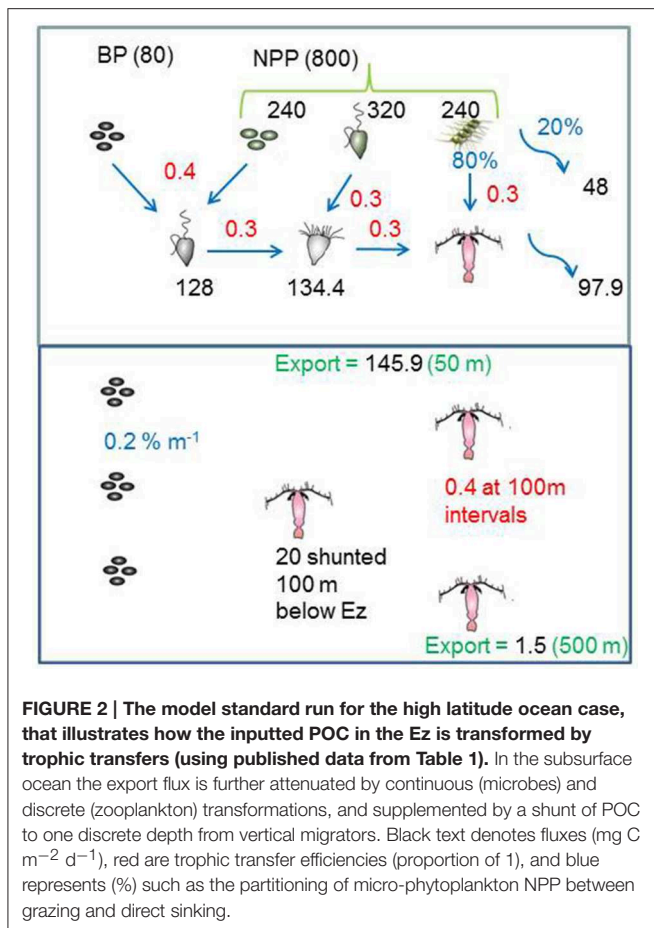 BP (80) NPP (800)
240 320 240 20%
80%
0.4 0.3 0.3 48
0.3 0.3
128 134.4 97.9
Export = 145.9 (50 m)
0.2 % m-1
0.4 at 100m
intervals
20 shunted
100 m
below Ez
Export = 1.5 (500 m)
FIGURE 2 | The model standard run for the high latitude ocean case,
that illustrates how the inputted POC in the Ez is transformed by
trophic transfers (using published data from Table 1). In the subsurface
ocean the export flux is further attenuated by continuous (microbes) and
discrete (zooplankton) transformations, and supplemented by a shunt of POC
to one discrete depth from vertical migrators. Black text denotes fluxes (mg C
m−2 d−1), red are trophic transfer efficiencies (proportion of 1), and blue
represents (%) such as the partitioning of micro-phytoplankton NPP between
grazing and direct sinking.